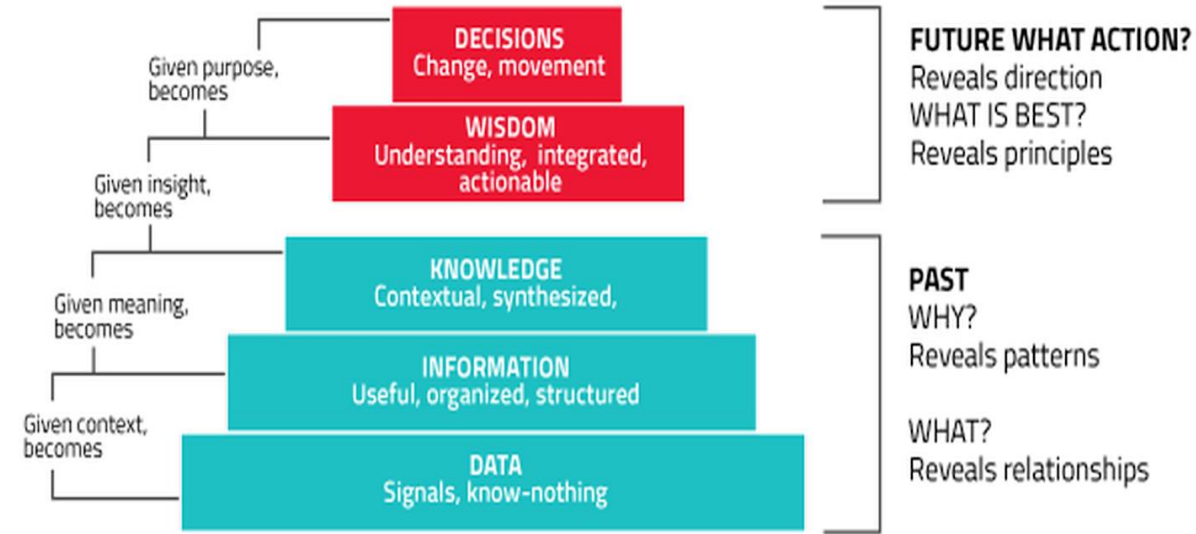 DECISIONS
Change, movement
Given purpose,
becomes
WISDOM
Understanding, integrated,
actionable
Given insight,
becomes
KNOWLEDGE
Contextual, synthesized,
Given meaning,
becomes
INFORMATION
Useful, organized, structured
Given context,
becomes
DATA
Signals, know-nothing
FUTURE WHAT ACTION?
Reveals direction
WHAT IS BEST?
Reveals principles
PAST
WHY?
Reveals patterns
WHAT?
Reveals relationships